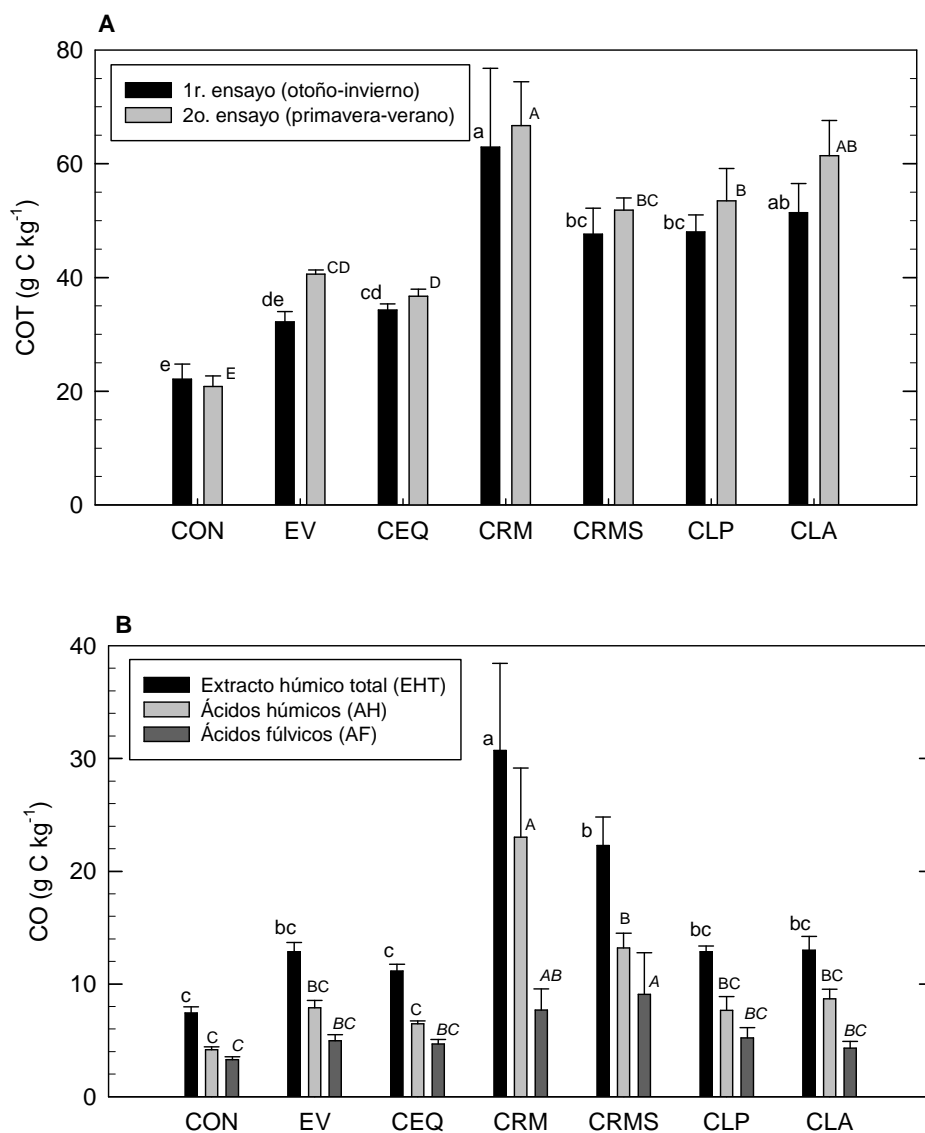 A
80
60
40
20
0
COT (g C kg-1)
1r. ensayo (otoño-invierno)
2o. ensayo (primavera-verano)
e
E
de
CD
cd
D
a
A
bc
BC
bc
B
ab
AB
CON EV CEQ CRM CRMS CLP CLA
B
40
30
20
10
0
CO (g C kg-1)
Extracto húmico total (EHT)
Ácidos húmicos (AH)
Ácidos fúlvicos (AF)
c
C
C
bc
BC
BC
c
C
BC
a
A
AB
b
B
A
bc
BC
BC
bc
BC
BC
CON EV CEQ CRM CRMS CLP CLA